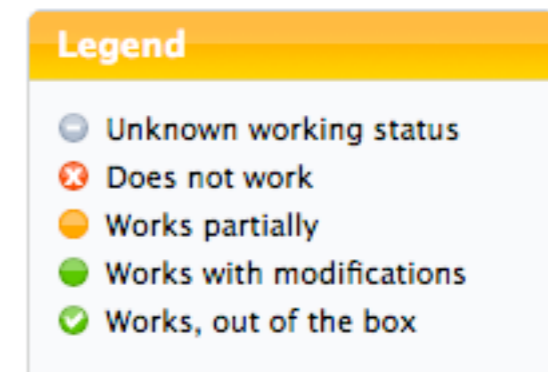 Legend
Unknown working status
Does not work
Works partially
Works with modifications
Works, out of the box